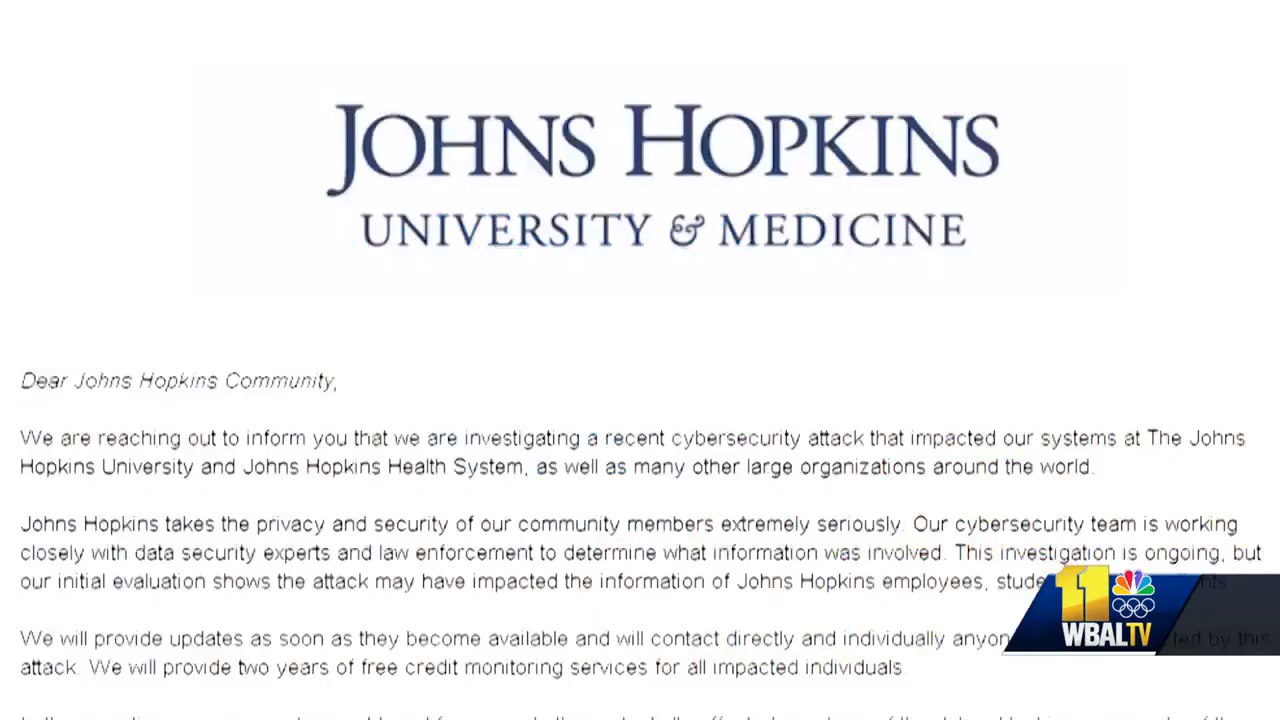 JOHNS HOPKINS
UNIVERSITY & MEDICINE
Dear Johns Hopkins Community,
We are reaching out to inform you that we are investigating a recent cybersecurity attack that impacted our systems at The Johns
Hopkins University and Johns Hopkins Health System, as well as many other large organizations around the world.
Johns Hopkins takes the privacy and security of our community members extremely seriously. Our cybersecurity team is working
closely with data security experts and law enforcement to determine what information was involved. This investigation is ongoing, but
our initial evaluation shows the attack may have impacted the information of Johns Hopkins employees,
We will provide updates as soon as they become available and will contact directly and individually by this
attack. We will provide two years of free credit monitoring services for all impacted individuals.
11
WBALTV